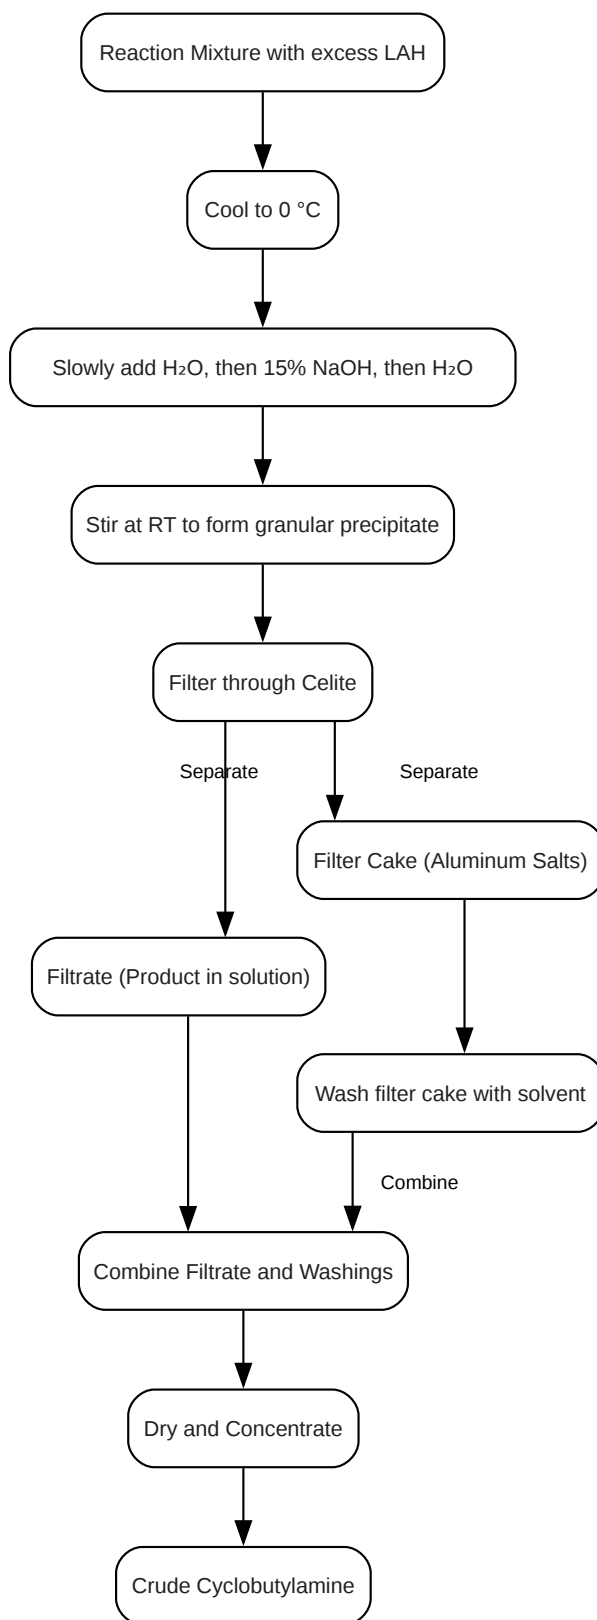 Reaction Mixture with excess LAH
Cool to 0 °C
Slowly add H₂O, then 15% NaOH, then H₂O
Stir at RT to form granular precipitate
Filter through Celite
Separate
Separate
Filter Cake (Aluminum Salts)
Filtrate (Product in solution)
Wash filter cake with solvent
Combine
Combine Filtrate and Washings
Dry and Concentrate
Crude Cyclobutylamine